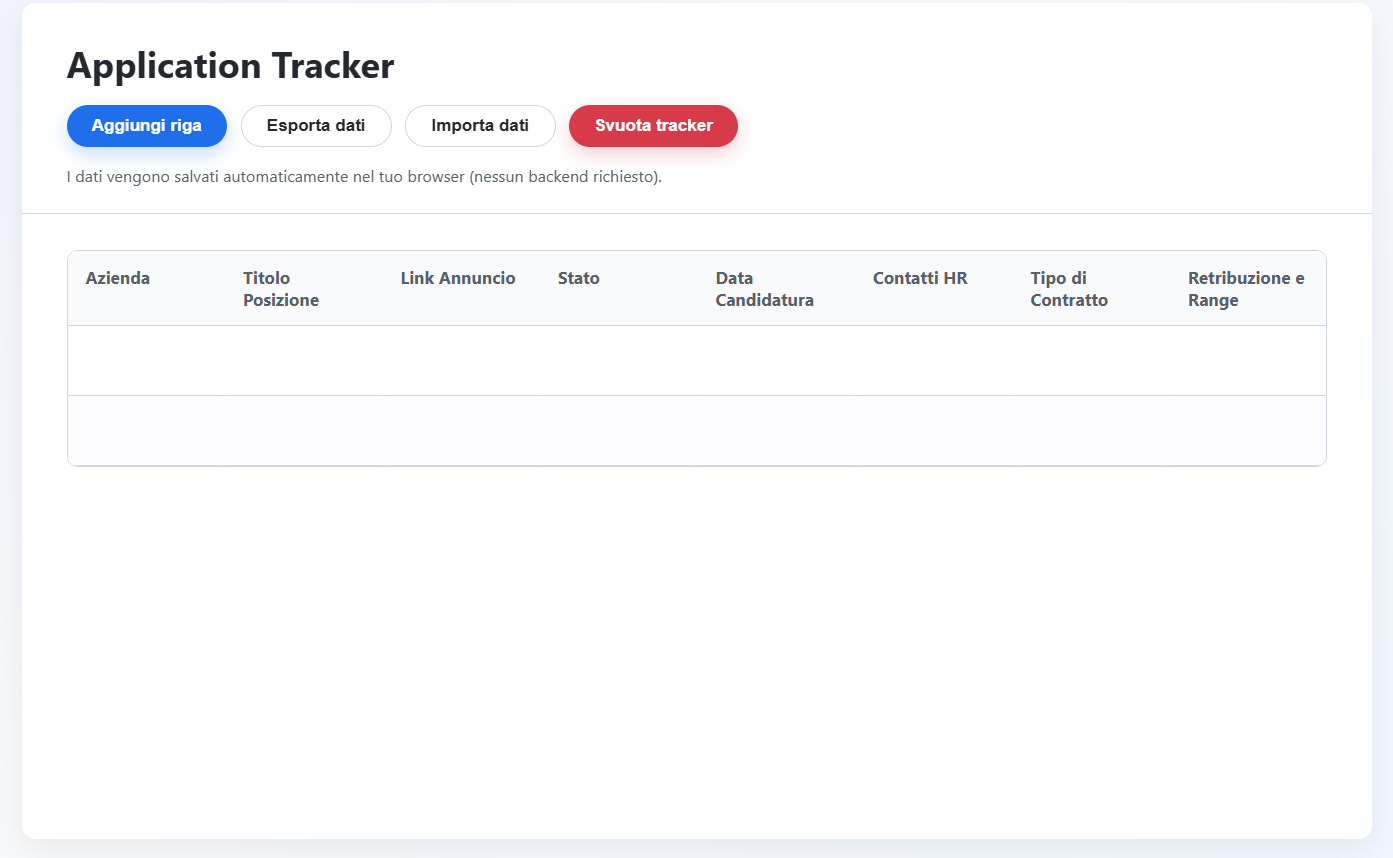 Application Tracker
Aggiungi riga
Esporta dati
Importa dati
Svuota tracker
I dati vengono salvati automaticamente nel tuo browser (nessun backend richiesto).
Azienda
Titolo
Posizione
Link Annuncio
Stato
Data
Candidatura
Contatti HR
Tipo di
Contratto
Retribuzione e
Range